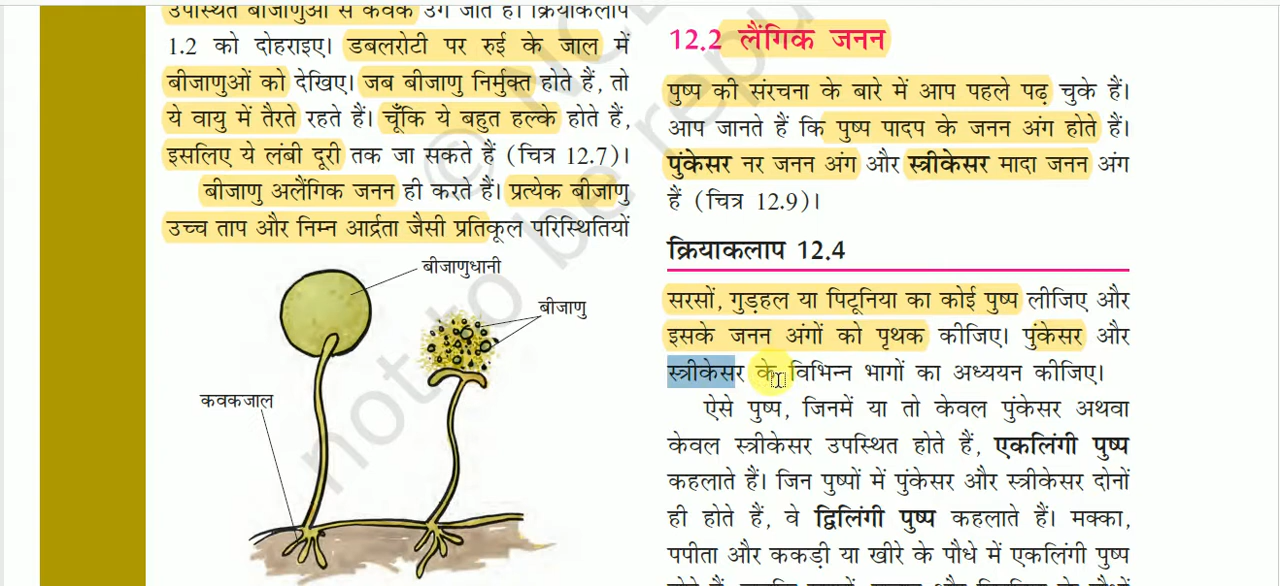 उपस्थित बीजाणुओं से कवक उग जाते हैं। क्रियाकलाप
1.2 को दोहराइए। डबलरोटी पर रुई के जाल में
बीजाणुओं को देखिए। जब बीजाणु निर्मुक्त होते हैं, तो
ये वायु में तैरते रहते हैं। चूँकि ये बहुत हल्के होते हैं,
इसलिए ये लंबी दूरी तक जा सकते हैं (चित्र 12.7)।
बीजाणु अलैंगिक जनन ही करते हैं। प्रत्येक बीजाणु
उच्च ताप और निम्न आर्द्रता जैसी प्रतिकूल परिस्थितियों
बीजाणुधानी
बीजाणु
कवकजाल
12.2 लैंगिक जनन
पुष्प की संरचना के बारे में आप पहले पढ़ चुके हैं।
आप जानते हैं कि पुष्प पादप के जनन अंग होते हैं।
पुंकेसर नर जनन अंग और स्त्रीकेसर मादा जनन अंग
हैं (चित्र 12.9)।
क्रियाकलाप 12.4
सरसों, गुड़हल या पिटूनिया का कोई पुष्प लीजिए और
इसके जनन अंगों को पृथक कीजिए। पुंकेसर और
स्त्रीकेसर के विभिन्न भागों का अध्ययन कीजिए।
ऐसे पुष्प, जिनमें या तो केवल पुंकेसर अथवा
केवल स्त्रीकेसर उपस्थित होते हैं, एकलिंगी पुष्प
कहलाते हैं। जिन पुष्पों में पुंकेसर और स्त्रीकेसर दोनों
ही होते हैं, वे द्विलिंगी पुष्प कहलाते हैं। मक्का,
पपीता और ककड़ी या खीरे के पौधे में एकलिंगी पुष्प
not to be repu